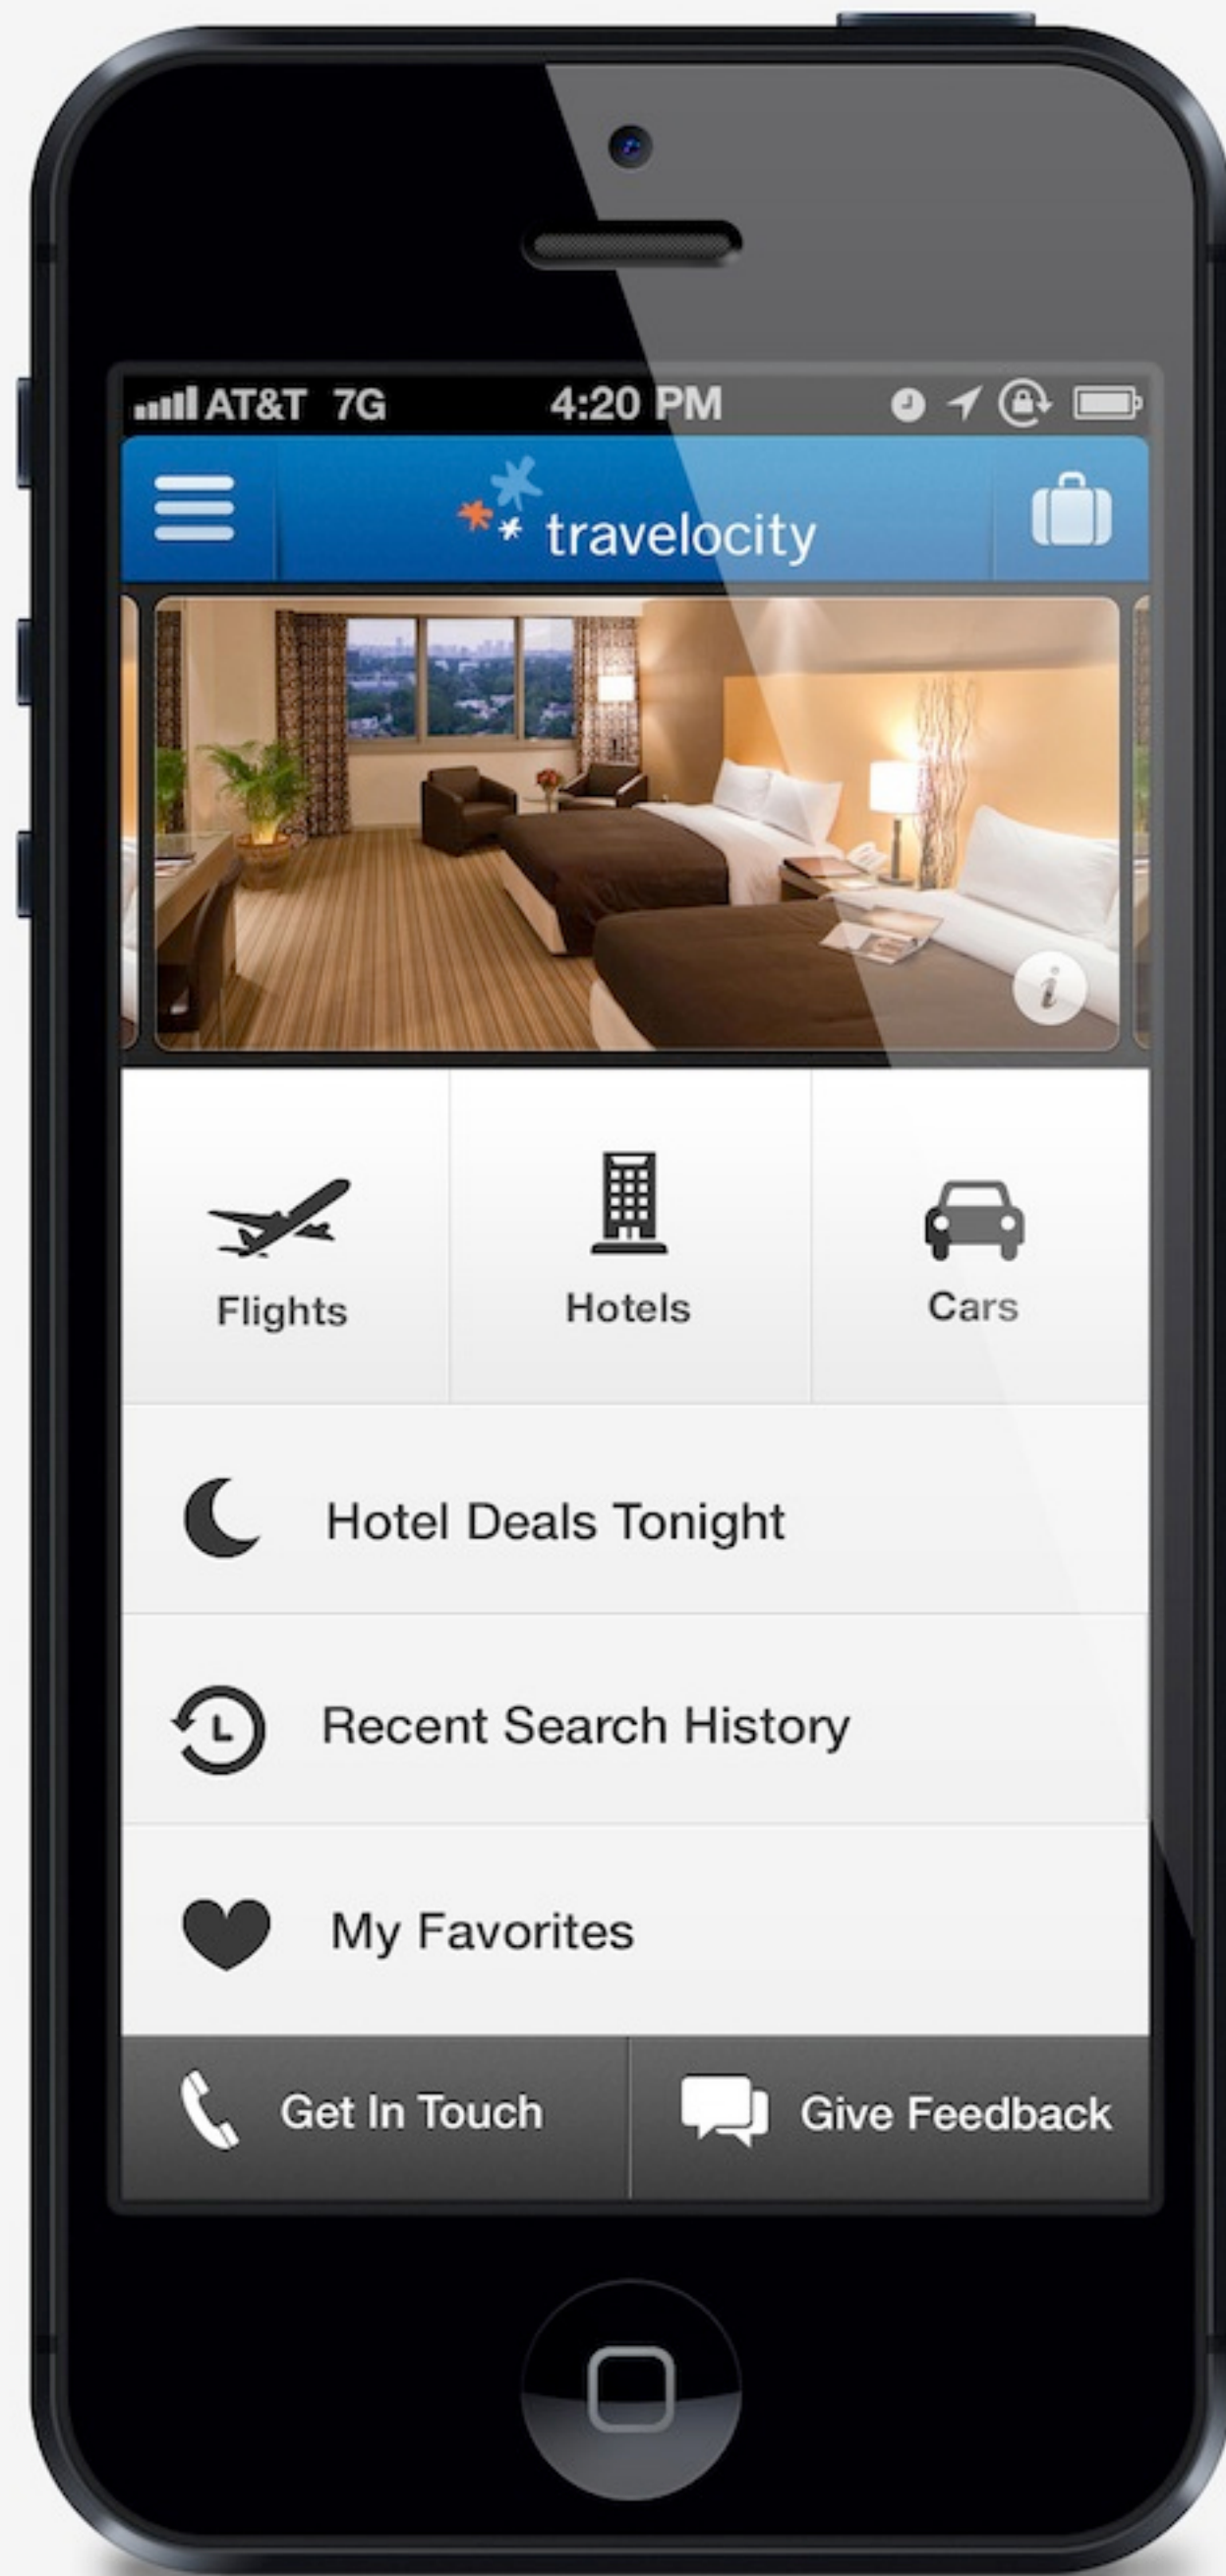 AT&T 7G 4:20 PM
travelocity
i
Flights Hotels Cars
Hotel Deals Tonight
Recent Search History
My Favorites
Get In Touch Give Feedback